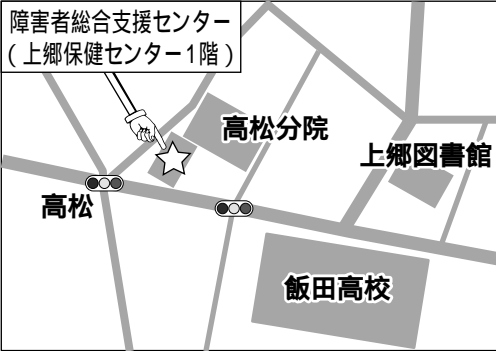 障害者総合支援センター
（上郷保健センター1階）
高松分院
上郷図書館
高松
飯田高校